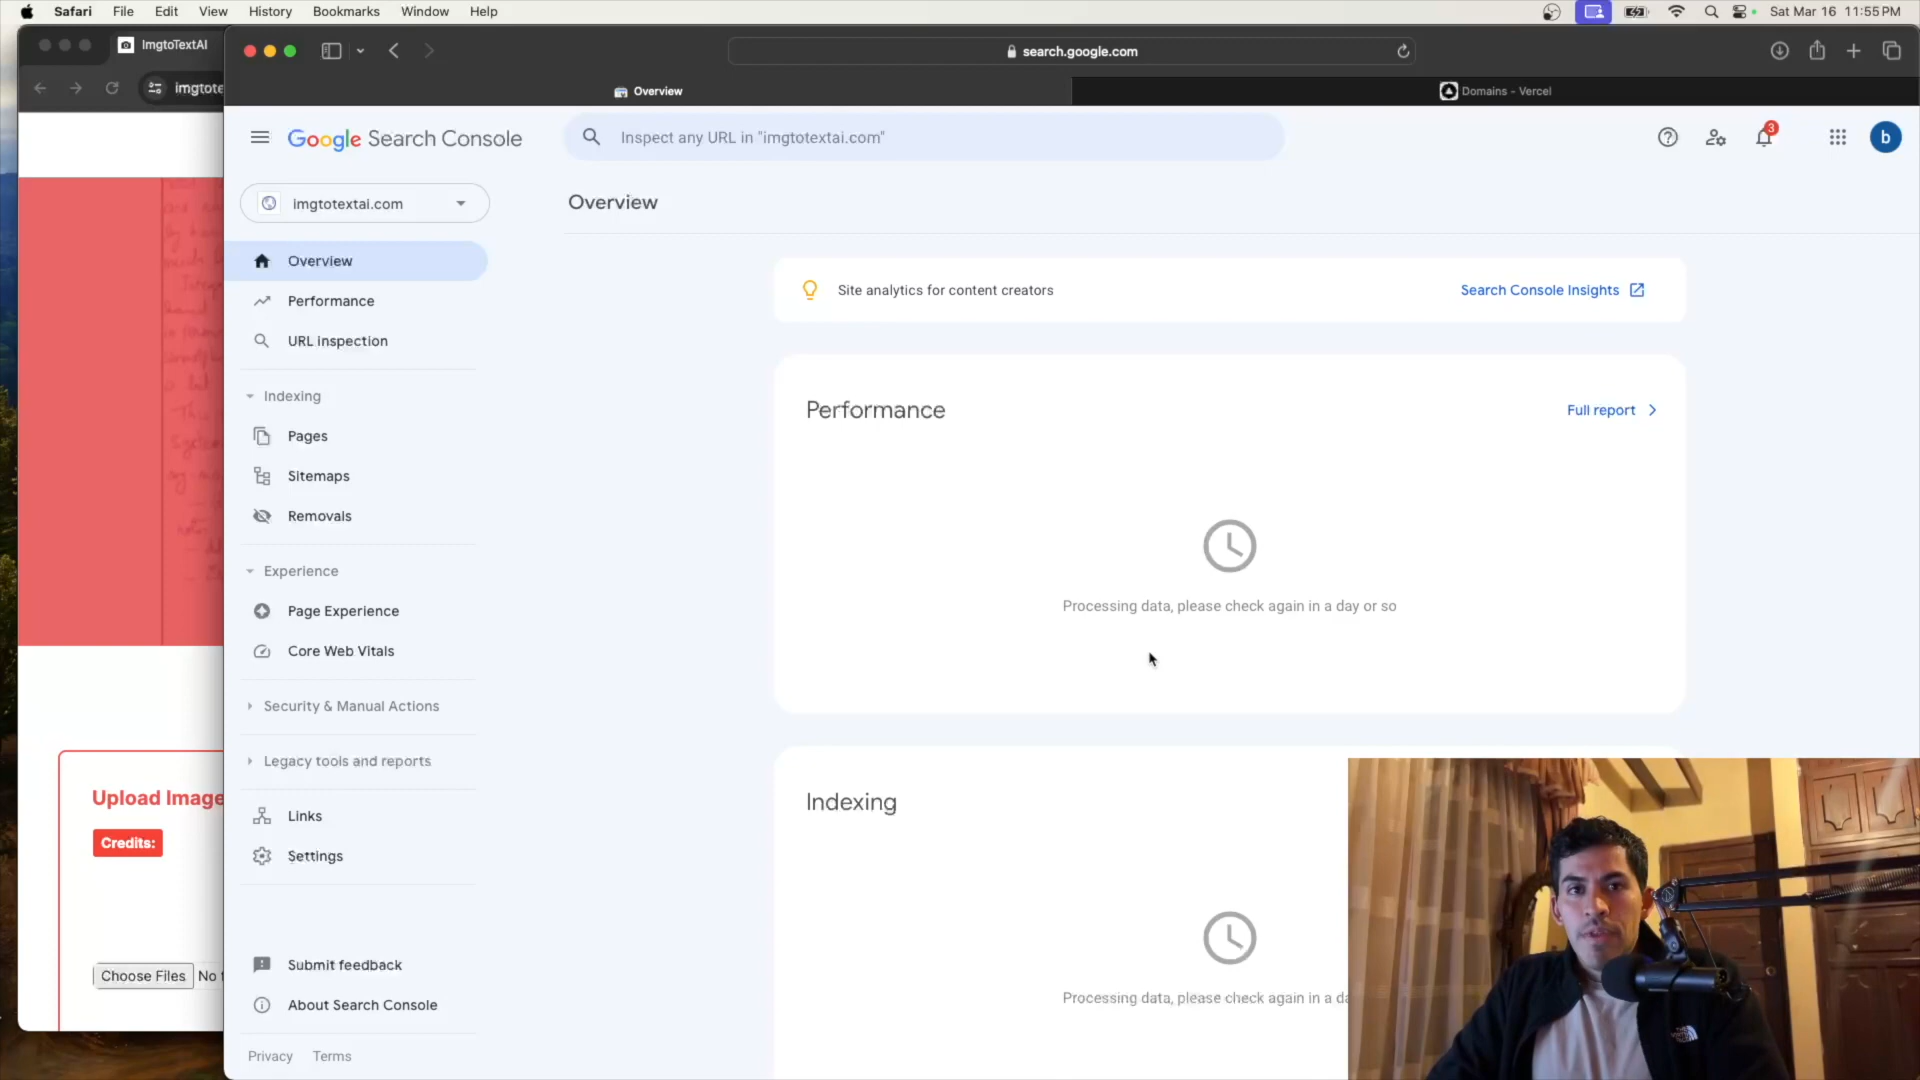 Safari File Edit View History Bookmarks Window Help Sat Mar 16 11:55 PM
ImgtoTextAI
imgtote
search.google.com
Overview
Domains - Vercel
Google Search Console
Inspect any URL in "imgtotextai.com"
3
b
imgtotextai.com
Overview
Overview
Performance
URL inspection
Indexing
Pages
Sitemaps
Removals
Experience
Page Experience
Core Web Vitals
Security & Manual Actions
Legacy tools and reports
Links
Settings
Submit feedback
About Search Console
Privacy Terms
Site analytics for content creators
Search Console Insights
Performance
Full report
Processing data, please check again in a day or so
Indexing
Processing data, please check again in a da
Upload Image
Credits:
Choose Files No f